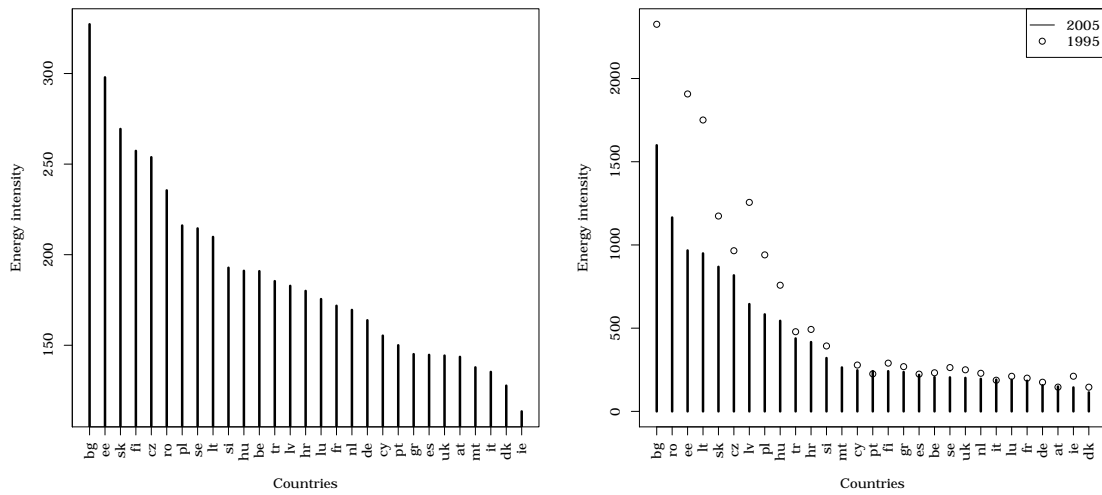 Energy intensity
300
250
200
150
bg ee sk fi cz ro pl se lt si hu be tr lv hr lu fr nl de cy pt gr es uk at mt it dk ie
Countries
2005
1995
Energy intensity
2000
1500
1000
500
0
bg ro ee lt sk cz lv pl hu tr hr si mt cy pt fi gr es be se uk nl it lu fr de at ie dk
Countries